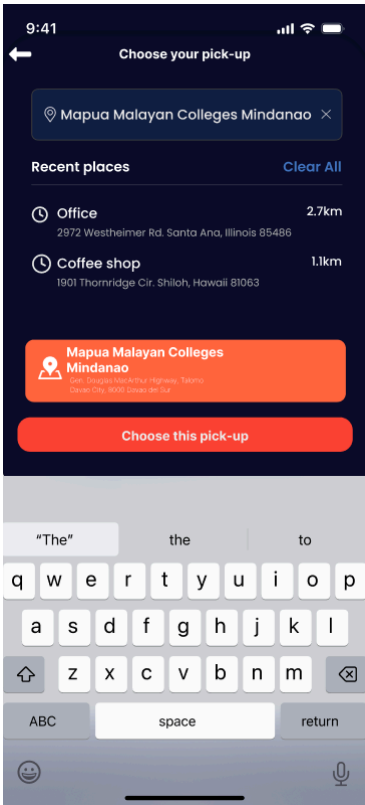 9:41
Choose your pick-up
Mapua Malayan Colleges Mindanao
Recent places Clear All
Office 2.7km
2972 Westheimer Rd. Santa Ana, Illinois 85486
Coffee shop 1.1km
1901 Thornridge Cir. Shiloh, Hawaii 81063
Mapua Malayan Colleges
Mindanao
Gen. Douglas MacArthur Highway, Talomo
Davao City, 8000 Davao del Sur
Choose this pick-up
“The” the to
q w e r t y u i o p
a s d f g h j k l
z x c v b n m
ABC space return